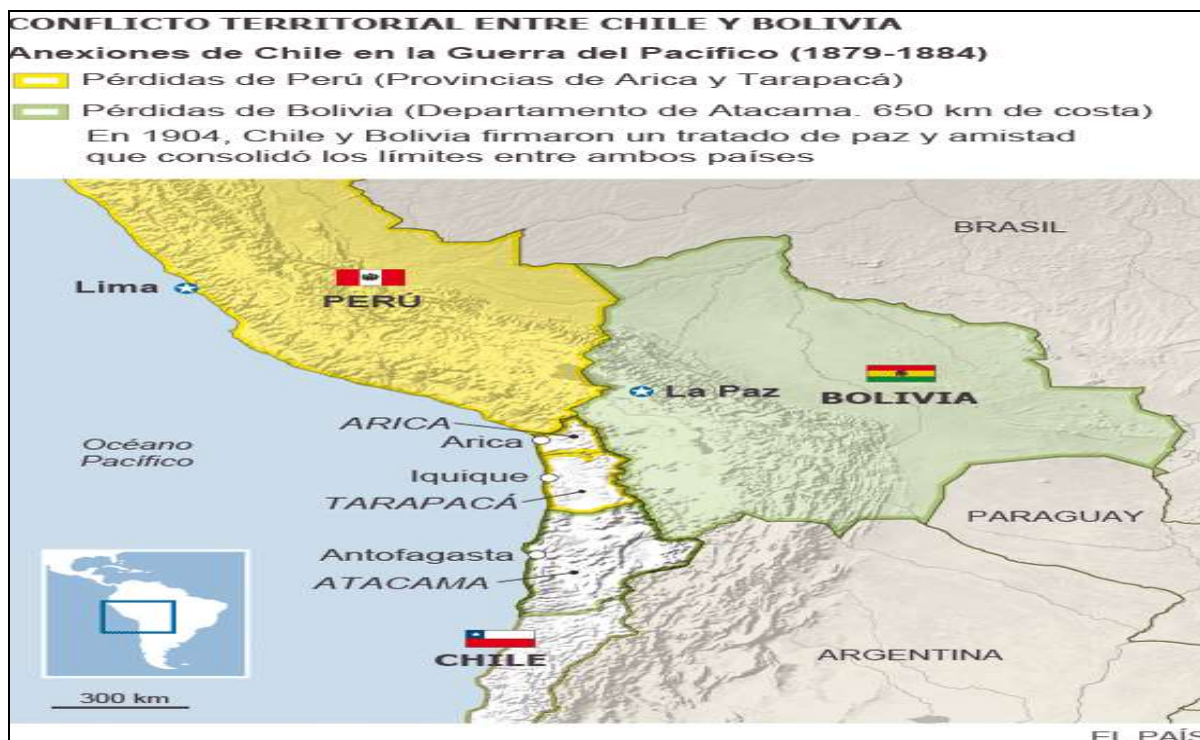 CONFLICTO TERRITORIAL ENTRE CHILE Y BOLIVIA
Anexiones de Chile en la Guerra del Pacífico (1879-1884)
Pérdidas de Perú (Provincias de Arica y Tarapacá)
Pérdidas de Bolivia (Departamento de Atacama. 650 km de costa)
En 1904, Chile y Bolivia firmaron un tratado de paz y amistad
que consolidó los límites entre ambos países
BRASIL
Lima
PERÚ
La Paz
BOLIVIA
ARICA
Arica
Océano
Pacífico
Iquique
TARAPACÁ
PARAGUAY
Antofagasta
ATACAMA
CHILE
ARGENTINA
300 km
EL PAÍS